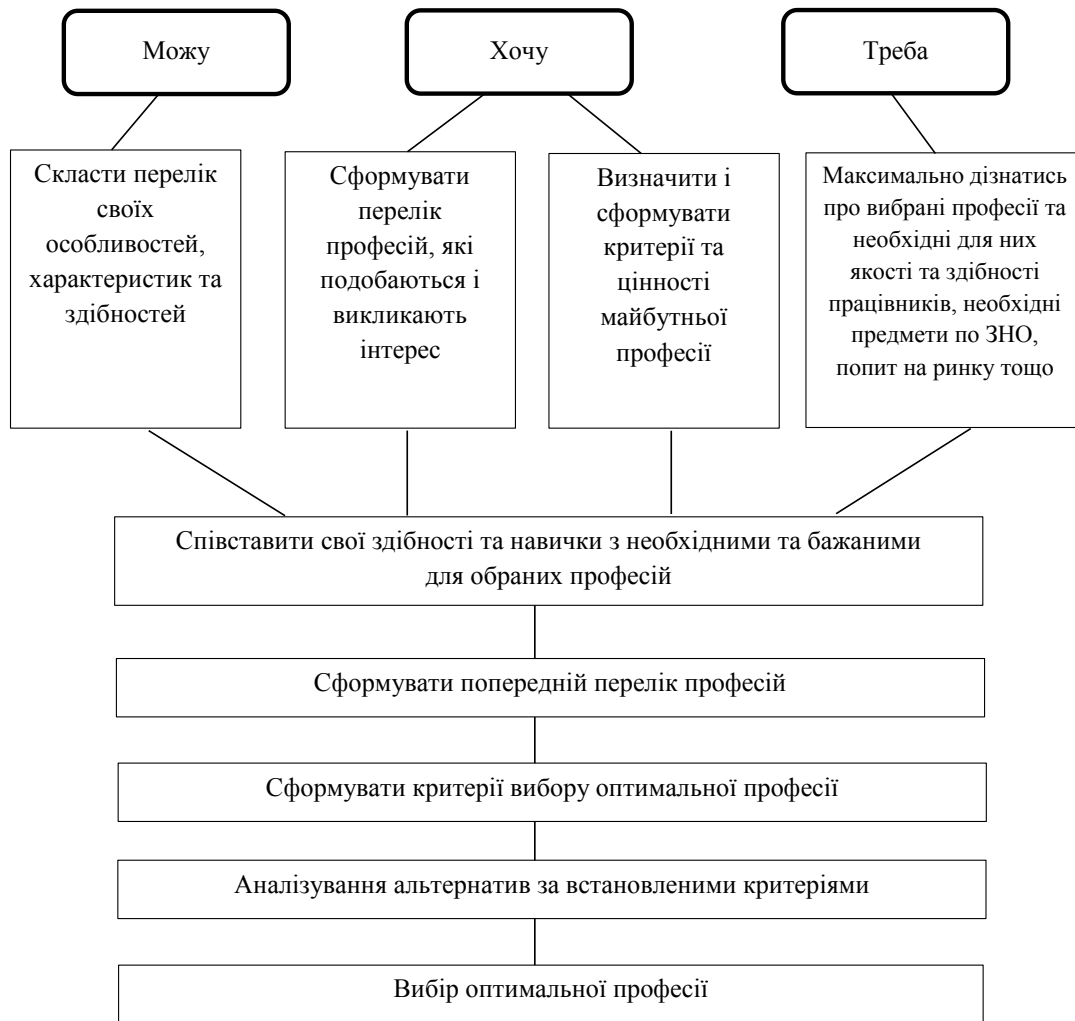 Можу
Хочу
Треба
Скласти перелік
своїх
особливостей,
характеристик та
здібностей
Сформувати
перелік
професій, які
подобаються і
викликають
інтерес
Визначити і
сформувати
критерії та
цінності
майбутньої
професії
Максимально дізнатись
про вибрані професії та
необхідні для них
якості та здібності
працівників, необхідні
предмети по ЗНО,
попит на ринку тощо
Співставити свої здібності та навички з необхідними та бажаними
для обраних професій
Сформувати попередній перелік професій
Сформувати критерії вибору оптимальної професії
Аналізування альтернатив за встановленими критеріями
Вибір оптимальної професії